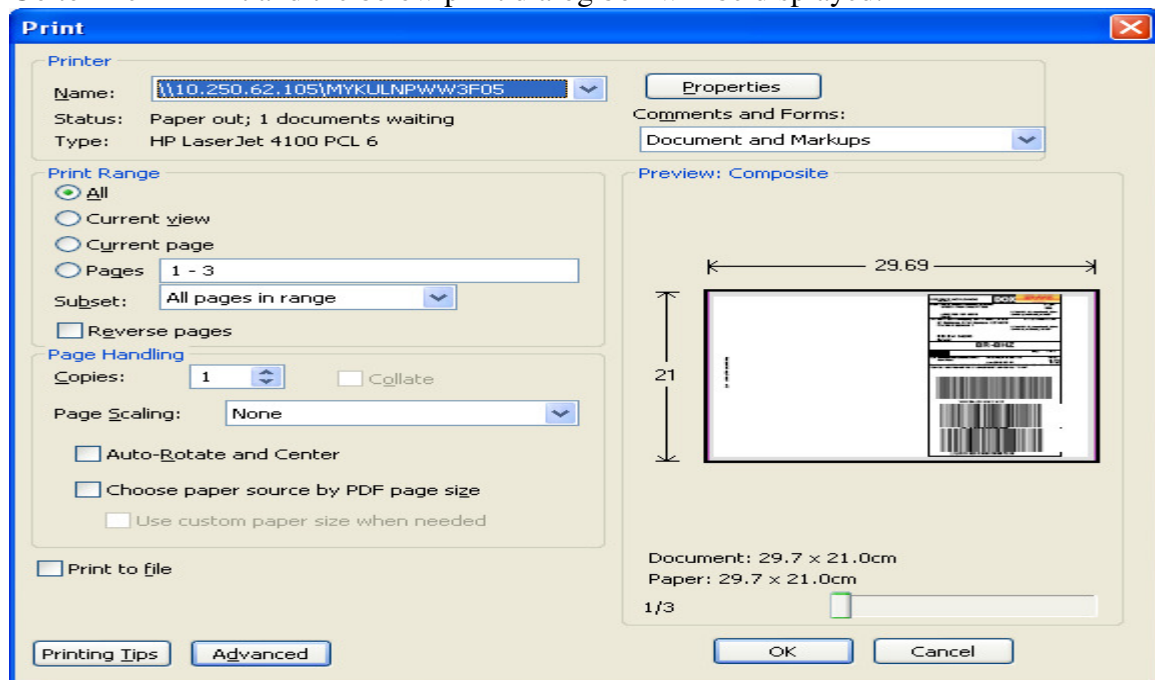 Print
Printer
Name: \\10.250.62.105\MYKULNPWW3F05 Properties
Status: Paper out; 1 documents waiting Comments and Forms:
Type: HP LaserJet 4100 PCL 6 Document and Markups
Print Range Preview: Composite
All
Current view
Current page 29.69
Pages 1 - 3
Subset: All pages in range
Reverse pages
BR-BHZ
Page Handling
Copies: 1 Collate 21
Page Scaling: None
Auto-Rotate and Center
Choose paper source by PDF page size
Use custom paper size when needed
Print to file Document: 29.7 x 21.0cm
Paper: 29.7 x 21.0cm
1/3
Printing Tips Advanced OK Cancel